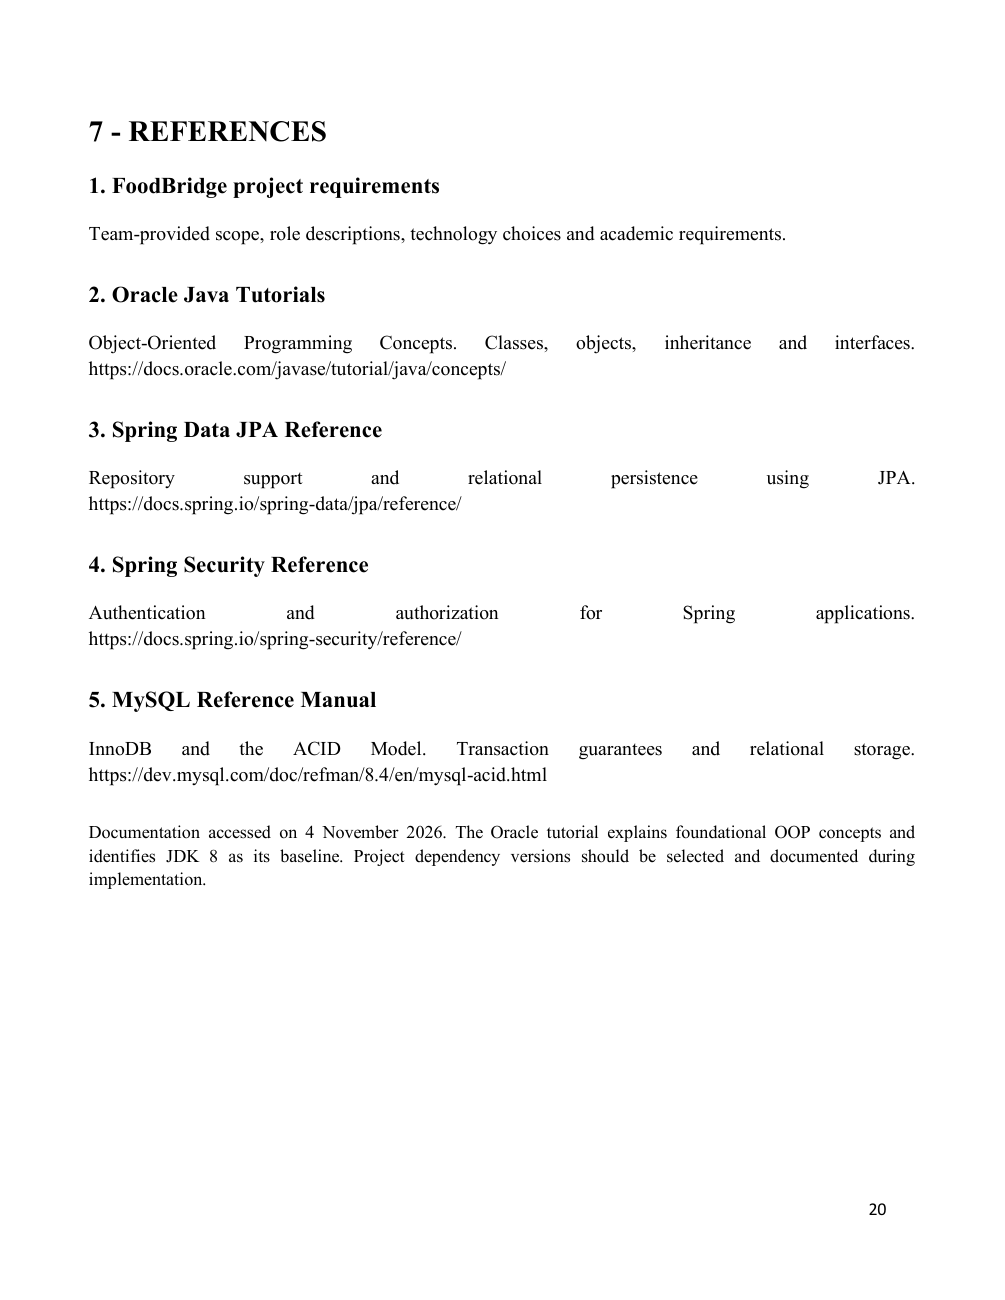 7 - REFERENCES
1. FoodBridge project requirements
Team-provided scope, role descriptions, technology choices and academic requirements.
2. Oracle Java Tutorials
Object-Oriented Programming Concepts. Classes, objects, inheritance and interfaces.
https://docs.oracle.com/javase/tutorial/java/concepts/
3. Spring Data JPA Reference
Repository support and relational persistence using JPA.
https://docs.spring.io/spring-data/jpa/reference/
4. Spring Security Reference
Authentication and authorization for Spring applications.
https://docs.spring.io/spring-security/reference/
5. MySQL Reference Manual
InnoDB and the ACID Model. Transaction guarantees and relational storage.
https://dev.mysql.com/doc/refman/8.4/en/mysql-acid.html
Documentation accessed on 4 November 2026. The Oracle tutorial explains foundational OOP concepts and
identifies JDK 8 as its baseline. Project dependency versions should be selected and documented during
implementation.
20